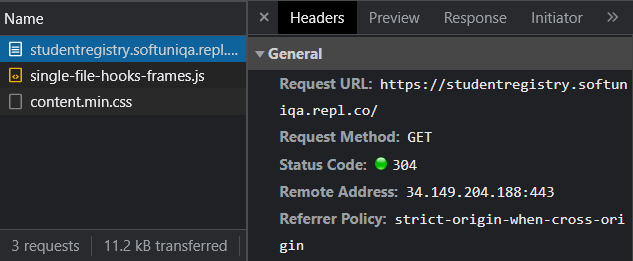 Name
studentregistry.softuniqa.repl....
single-file-hooks-frames.js
content.min.css
3 requests
11.2 kB transferred
Headers Preview Response Initiator
General
Request URL: https://studentregistry.softun
iqa.repl.co/
Request Method: GET
Status Code: 304
Remote Address: 34.149.204.188:443
Referrer Policy: strict-origin-when-cross-ori
gin